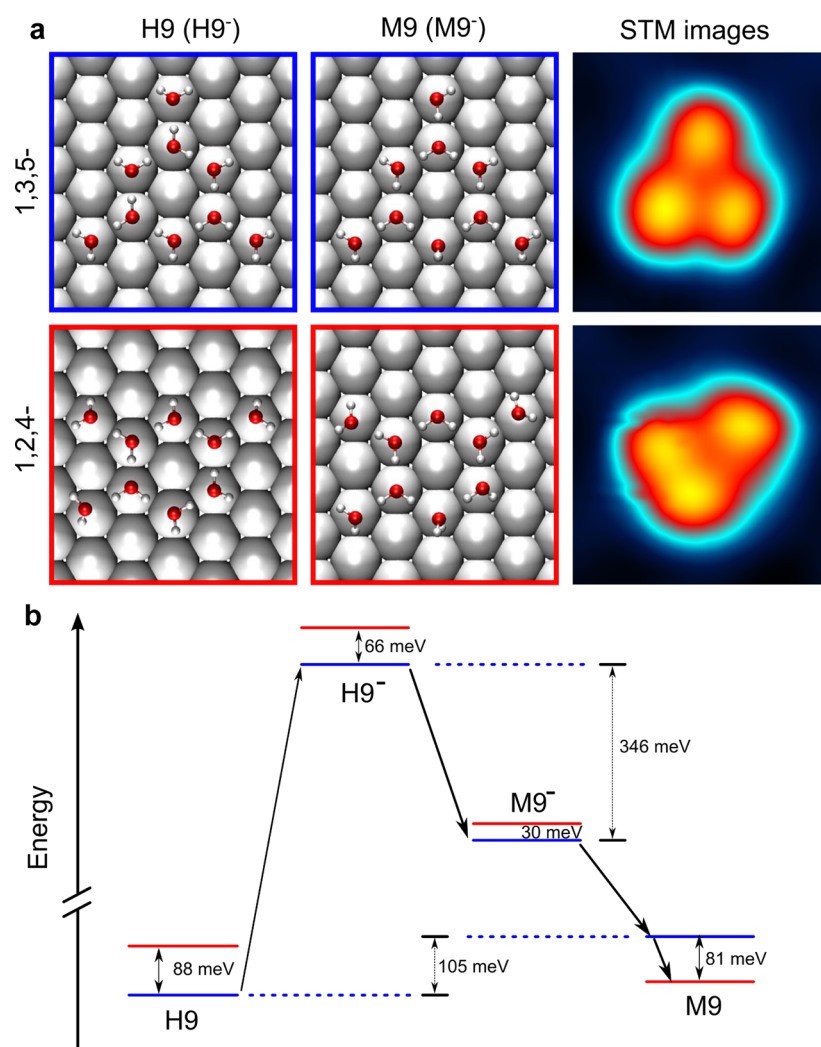 a
H9 (H9⁻)
M9 (M9⁻)
STM images
1,3,5-
1,2,4-
b
Energy
66 meV
H9⁻
346 meV
M9⁻
30 meV
88 meV
105 meV
81 meV
H9
M9